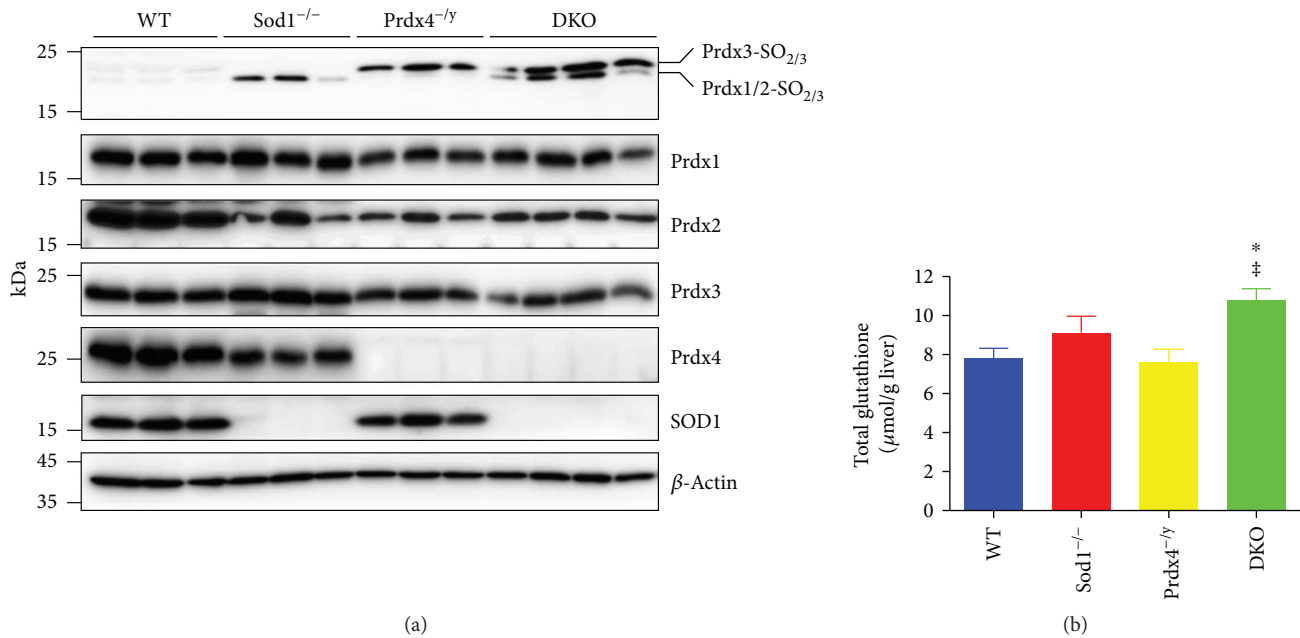 WT Sod1⁻/⁻ Prdx4⁻/ʸ DKO
25
15
Prdx3-SO₂/₃
Prdx1/2-SO₂/₃
15
Prdx1
15
Prdx2
25
Prdx3
25
Prdx4
15
SOD1
45
35
β-Actin
kDa
(a)
Total glutathione
(μmol/g liver)
12
10
8
6
4
2
0
*
‡
WT
Sod1⁻/⁻
Prdx4⁻/ʸ
DKO
(b)